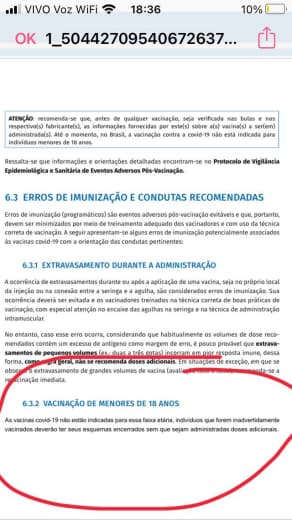 VIVO Voz WiFi 18:36 10%
OK 1_50442709540672637...
ATENÇÃO: recomenda-se que, antes de qualquer vacinação, seja verificada nas bulas e nos
respectivo(s) fabricante(s), as informações fornecidas por este(s) sobre a(s) vacina(s) a ser(em)
administrada(s). Até o momento, no Brasil, a vacinação contra a covid-19 não está indicada para
indivíduos menores de 18 anos.
Ressalta-se que informações e orientações detalhadas encontram-se no Protocolo de Vigilância
Epidemiológica e Sanitária de Eventos Adversos Pós-Vacinação.
6.3 ERROS DE IMUNIZAÇÃO E CONDUTAS RECOMENDADAS
Erros de imunização (programáticos) são eventos adversos pós-vacinação evitáveis e que, portanto,
devem ser minimizados por meio de treinamento adequado dos vacinadores e com uso da técnica
correta de vacinação. A seguir apresentam-se alguns erros de imunização potencialmente associados
às vacinas covid-19 com a orientação das condutas pertinentes:
6.3.1 EXTRAVASAMENTO DURANTE A ADMINISTRAÇÃO
A ocorrência de extravasamentos durante ou após a aplicação de uma vacina, seja no próprio local
da injeção ou na conexão entre a seringa e a agulha, são considerados erros de imunização. Sua
ocorrência deverá ser evitada e os vacinadores treinados na técnica correta de boas práticas de
vacinação, com especial atenção no encaixe das agulhas na seringa e na técnica de administração
intramuscular.
No entanto, caso esse erro ocorra, considerando que habitualmente os volumes de dose reco-
mendados contém um excesso de antígeno como margem de erro, é pouco provável que extrava-
samentos de pequenos volumes (ex.: duas a três gotas) incorram em pior resposta imune, dessa
forma, como regra geral, não se recomenda doses adicionais. Em situações de exceção, em que se
extravasamento de grandes volumes de vacina
imediata.
6.3.2 VACINAÇÃO DE MENORES DE 18 ANOS
As vacinas covid-19 não estão indicadas para essa faixa etária, indivíduos que forem inadvertidamente
vacinados deverão ter seus esquemas encerrados sem que sejam administradas doses adicionais.